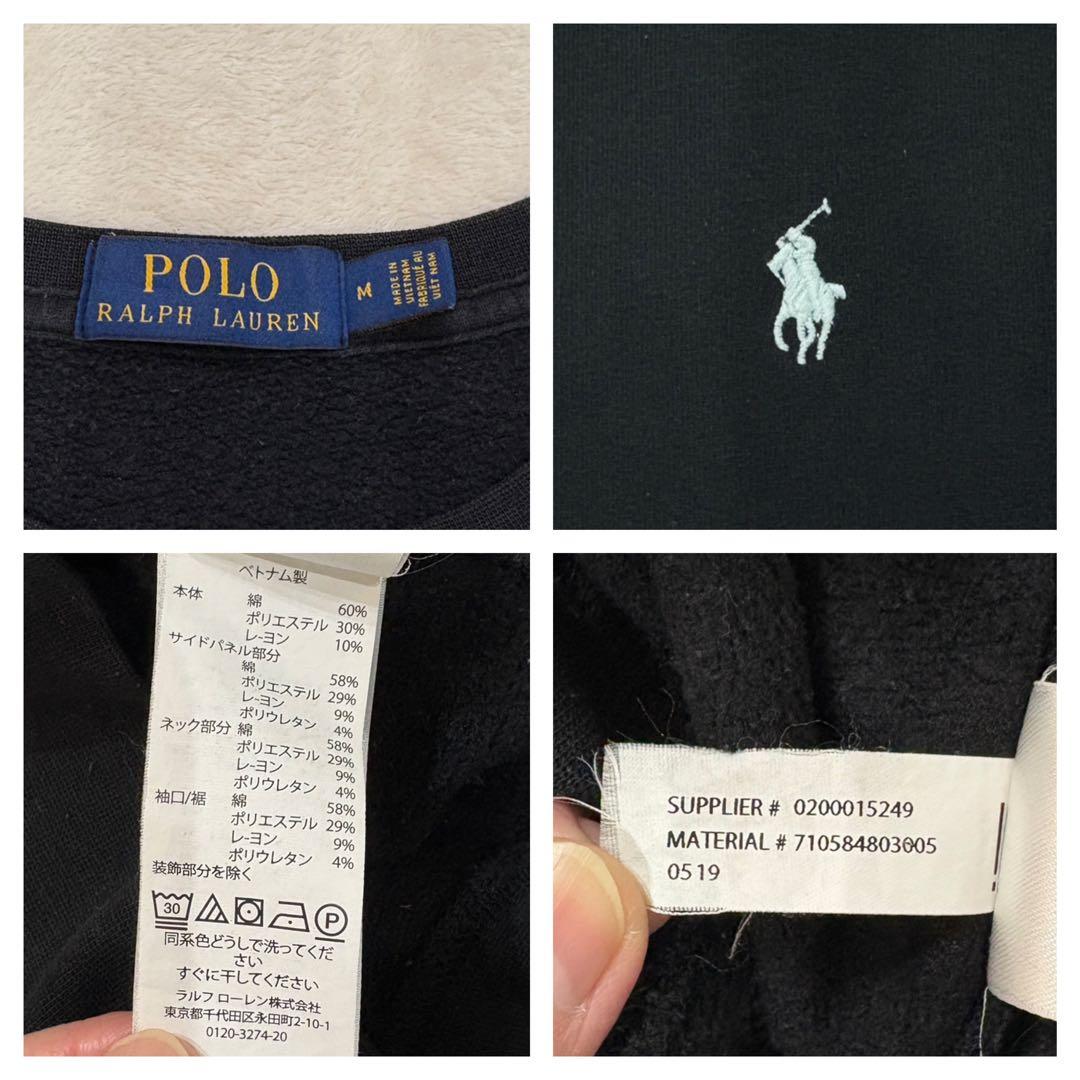 POLO
RALPH LAUREN
M
MADE IN
VIETNAM
FABRIQUÉ AU
VIÊT NAM
ベトナム製
本体 綿 60%
ポリエステル 30%
レーヨン 10%
サイドパネル部分
綿 58%
ポリエステル 29%
レーヨン 9%
ポリウレタン 4%
ネック部分 綿 58%
ポリエステル 29%
レーヨン 9%
ポリウレタン 4%
袖口/裾 綿 58%
ポリエステル 29%
レーヨン 9%
ポリウレタン 4%
装飾部分を除く
30
P
同系色どうしで洗ってくだ
さい
すぐに干してください
ラルフ ローレン株式会社
東京都千代田区永田町2-10-1
0120-3274-20
SUPPLIER # 0200015249
MATERIAL # 710584803005
0519